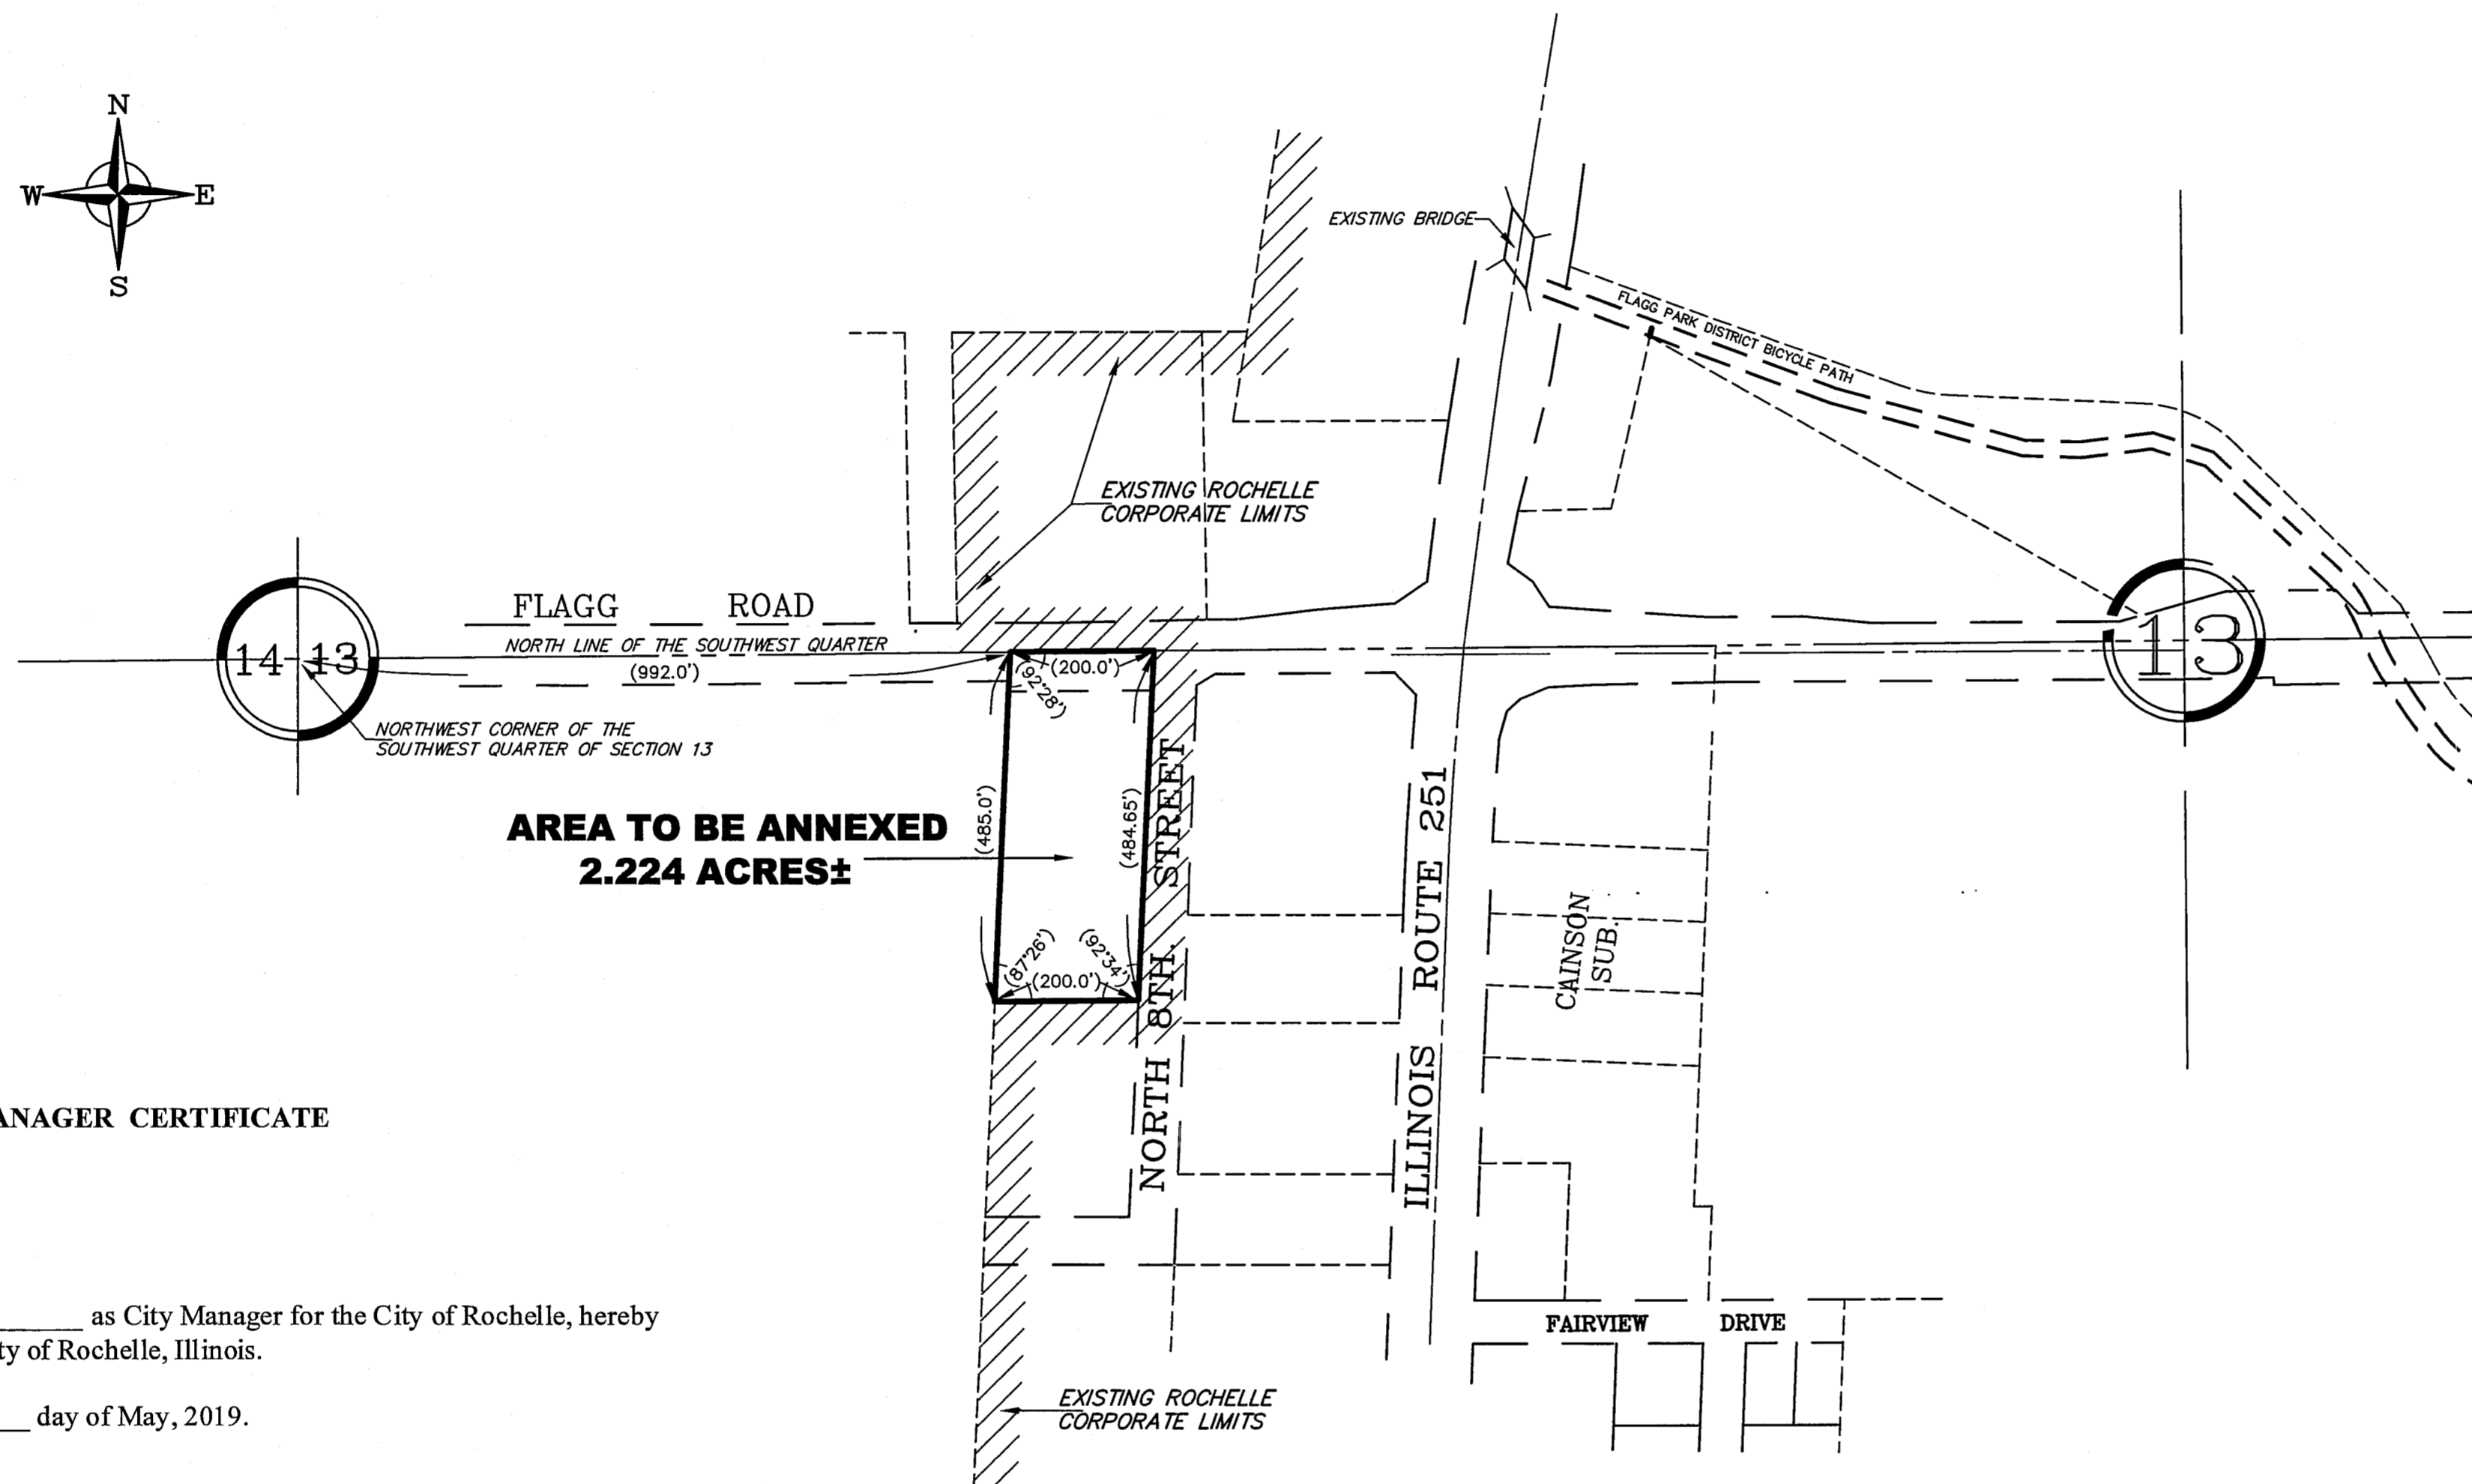 N
W E
S
EXISTING BRIDGE
FLAGG PARK DISTRICT BICYCLE PATH
EXISTING ROCHELLE
CORPORATE LIMITS
FLAGG ROAD
NORTH LINE OF THE SOUTHWEST QUARTER
14 13
(992.0')
(200.0')
(92°28')
13
NORTHWEST CORNER OF THE
SOUTHWEST QUARTER OF SECTION 13
AREA TO BE ANNEXED
2.224 ACRES±
(485.0')
(484.65')
NORTH 8TH. STREET
ILLINOIS ROUTE 251
CAINSON
SUB.
(87°26')
(92°34')
(200.0')
ANAGER CERTIFICATE
as City Manager for the City of Rochelle, hereby
ty of Rochelle, Illinois.
day of May, 2019.
FAIRVIEW DRIVE
EXISTING ROCHELLE
CORPORATE LIMITS